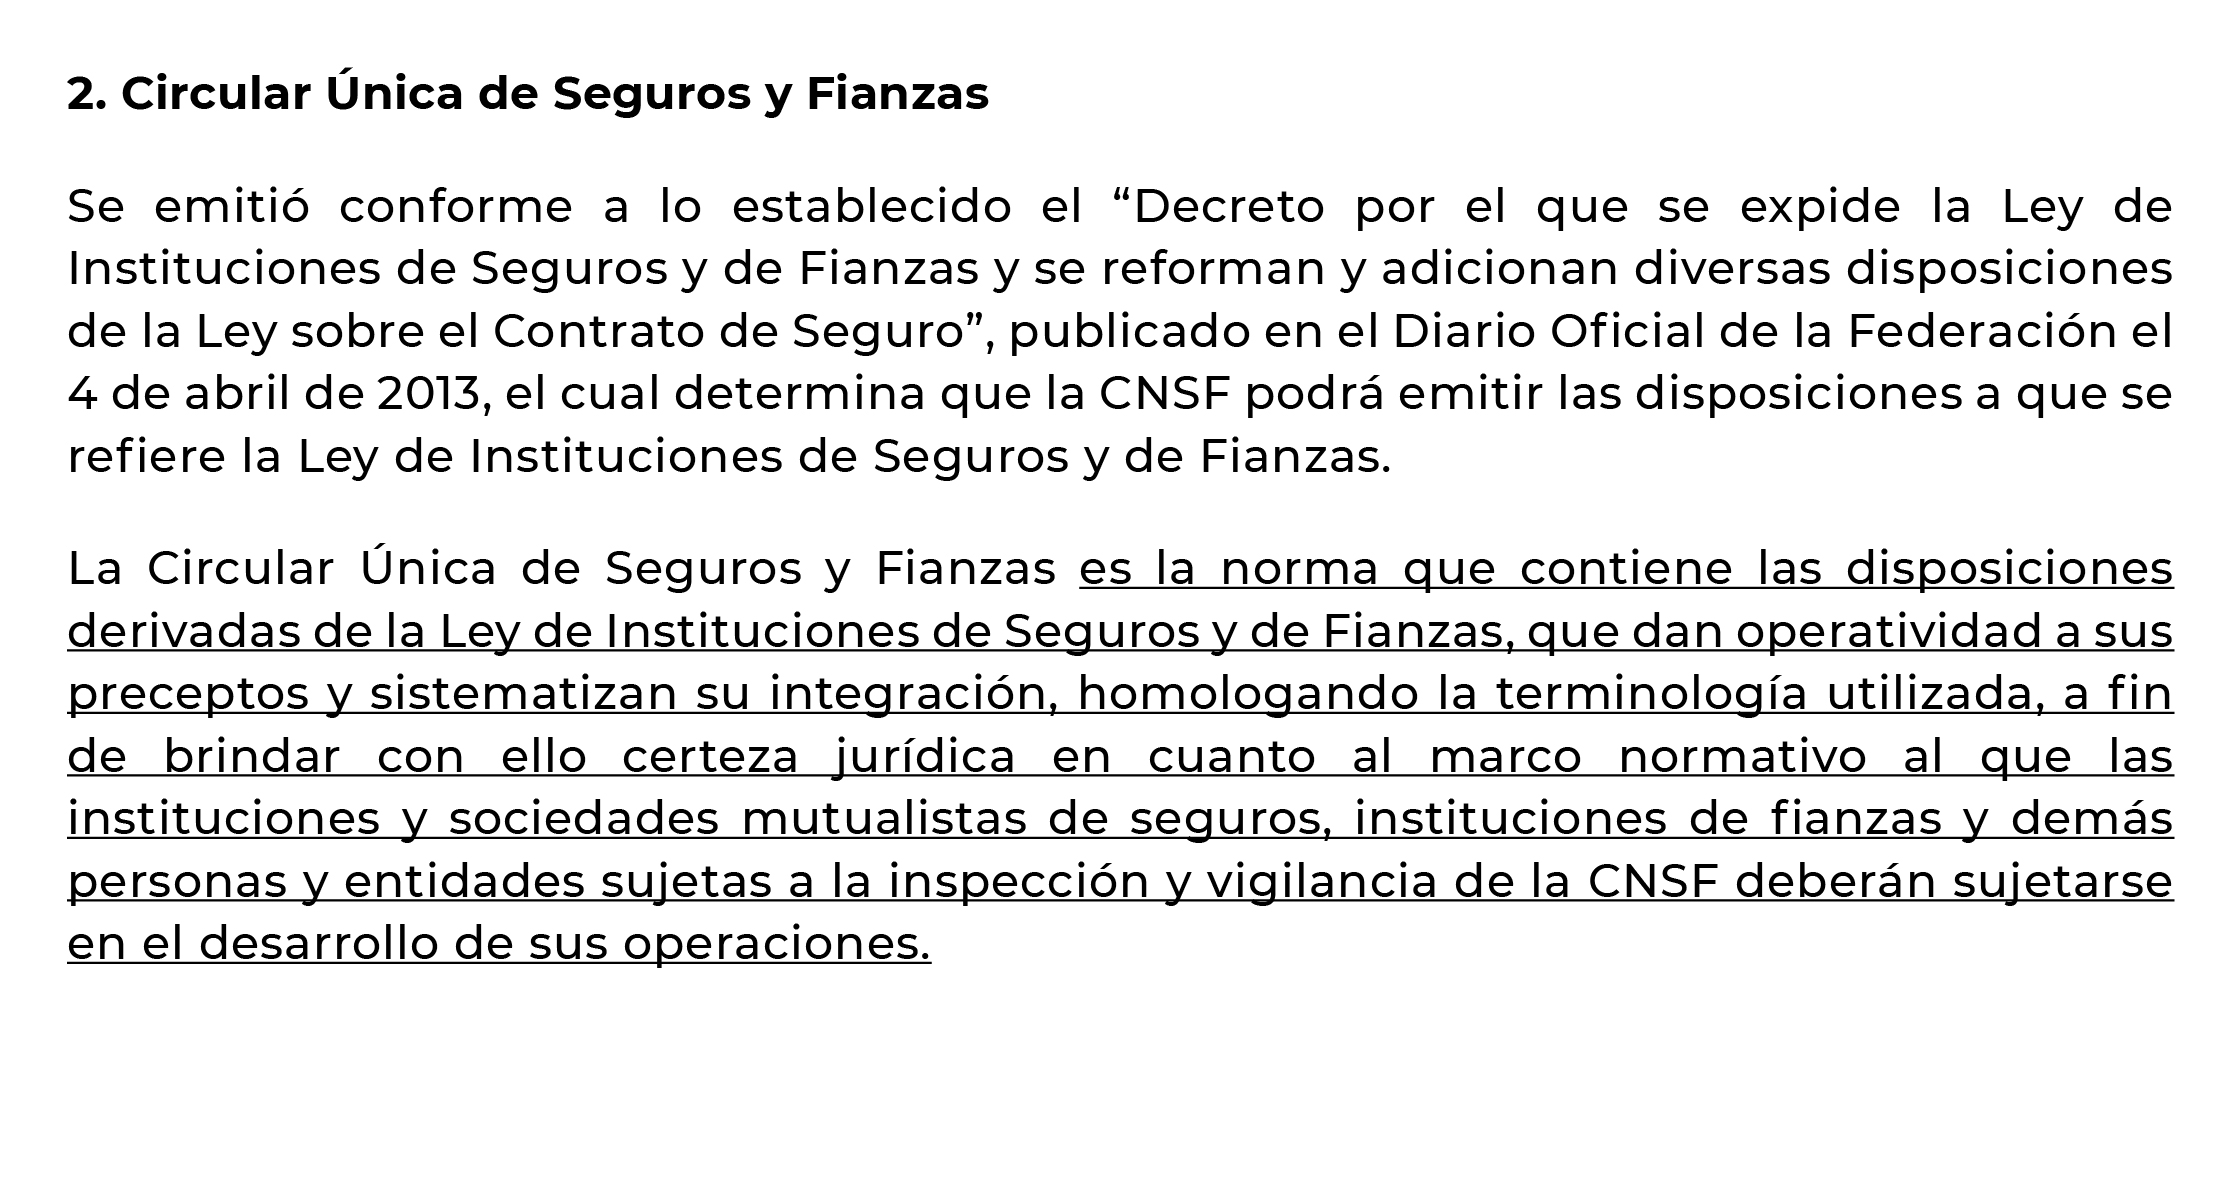 2. Circular Única de Seguros y Fianzas
Se emitió conforme a lo establecido el “Decreto por el que se expide la Ley de
Instituciones de Seguros y de Fianzas y se reforman y adicionan diversas disposiciones
de la Ley sobre el Contrato de Seguro”, publicado en el Diario Oficial de la Federación el
4 de abril de 2013, el cual determina que la CNSF podrá emitir las disposiciones a que se
refiere la Ley de Instituciones de Seguros y de Fianzas.
La Circular Única de Seguros y Fianzas es la norma que contiene las disposiciones
derivadas de la Ley de Instituciones de Seguros y de Fianzas, que dan operatividad a sus
preceptos y sistematizan su integración, homologando la terminología utilizada, a fin
de brindar con ello certeza jurídica en cuanto al marco normativo al que las
instituciones y sociedades mutualistas de seguros, instituciones de fianzas y demás
personas y entidades sujetas a la inspección y vigilancia de la CNSF deberán sujetarse
en el desarrollo de sus operaciones.